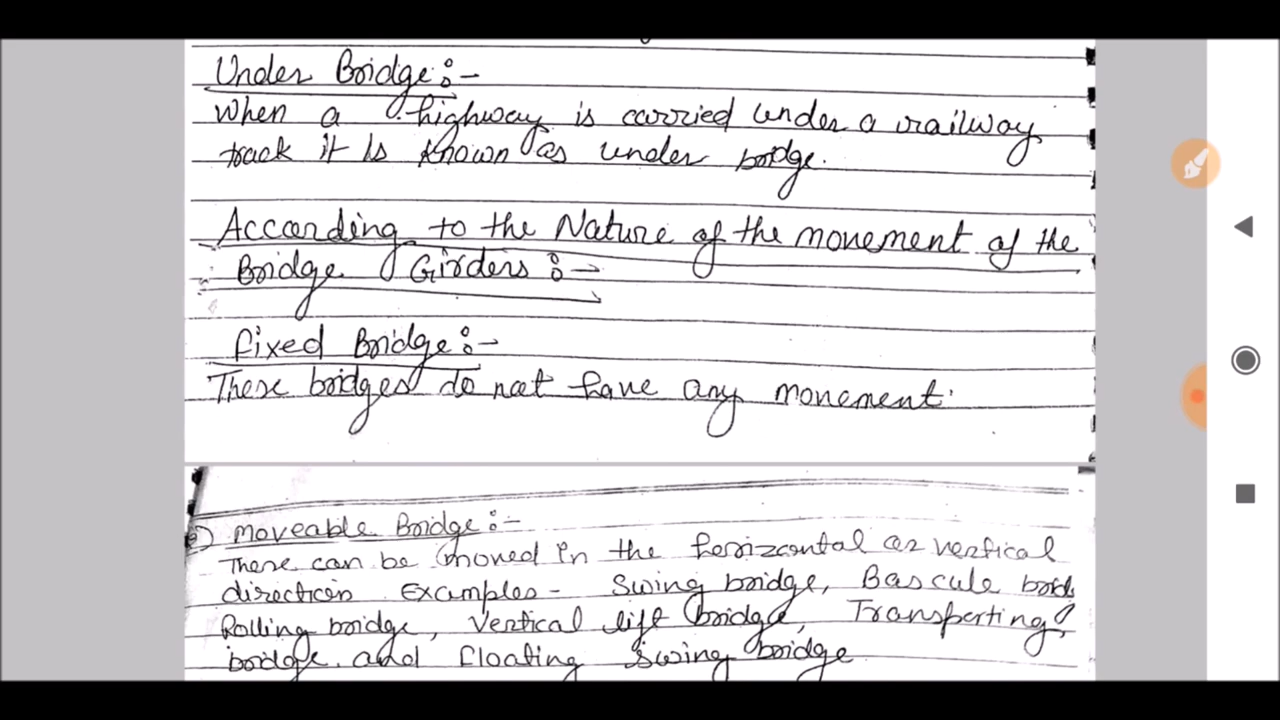 Under Bridge:-
When a highway is carried under a railway
track it is known as under bridge.
According to the Nature of the movement of the
Bridge Girders:-
Fixed Bridge:-
These bridges do not have any movement.
moveable Bridge:-
These can be moved in the horizontal or vertical
direction Examples- Swing bridge, Bascule
Rolling bridge, Vertical lift bridge, Transporting
bridge and floating swing bridge